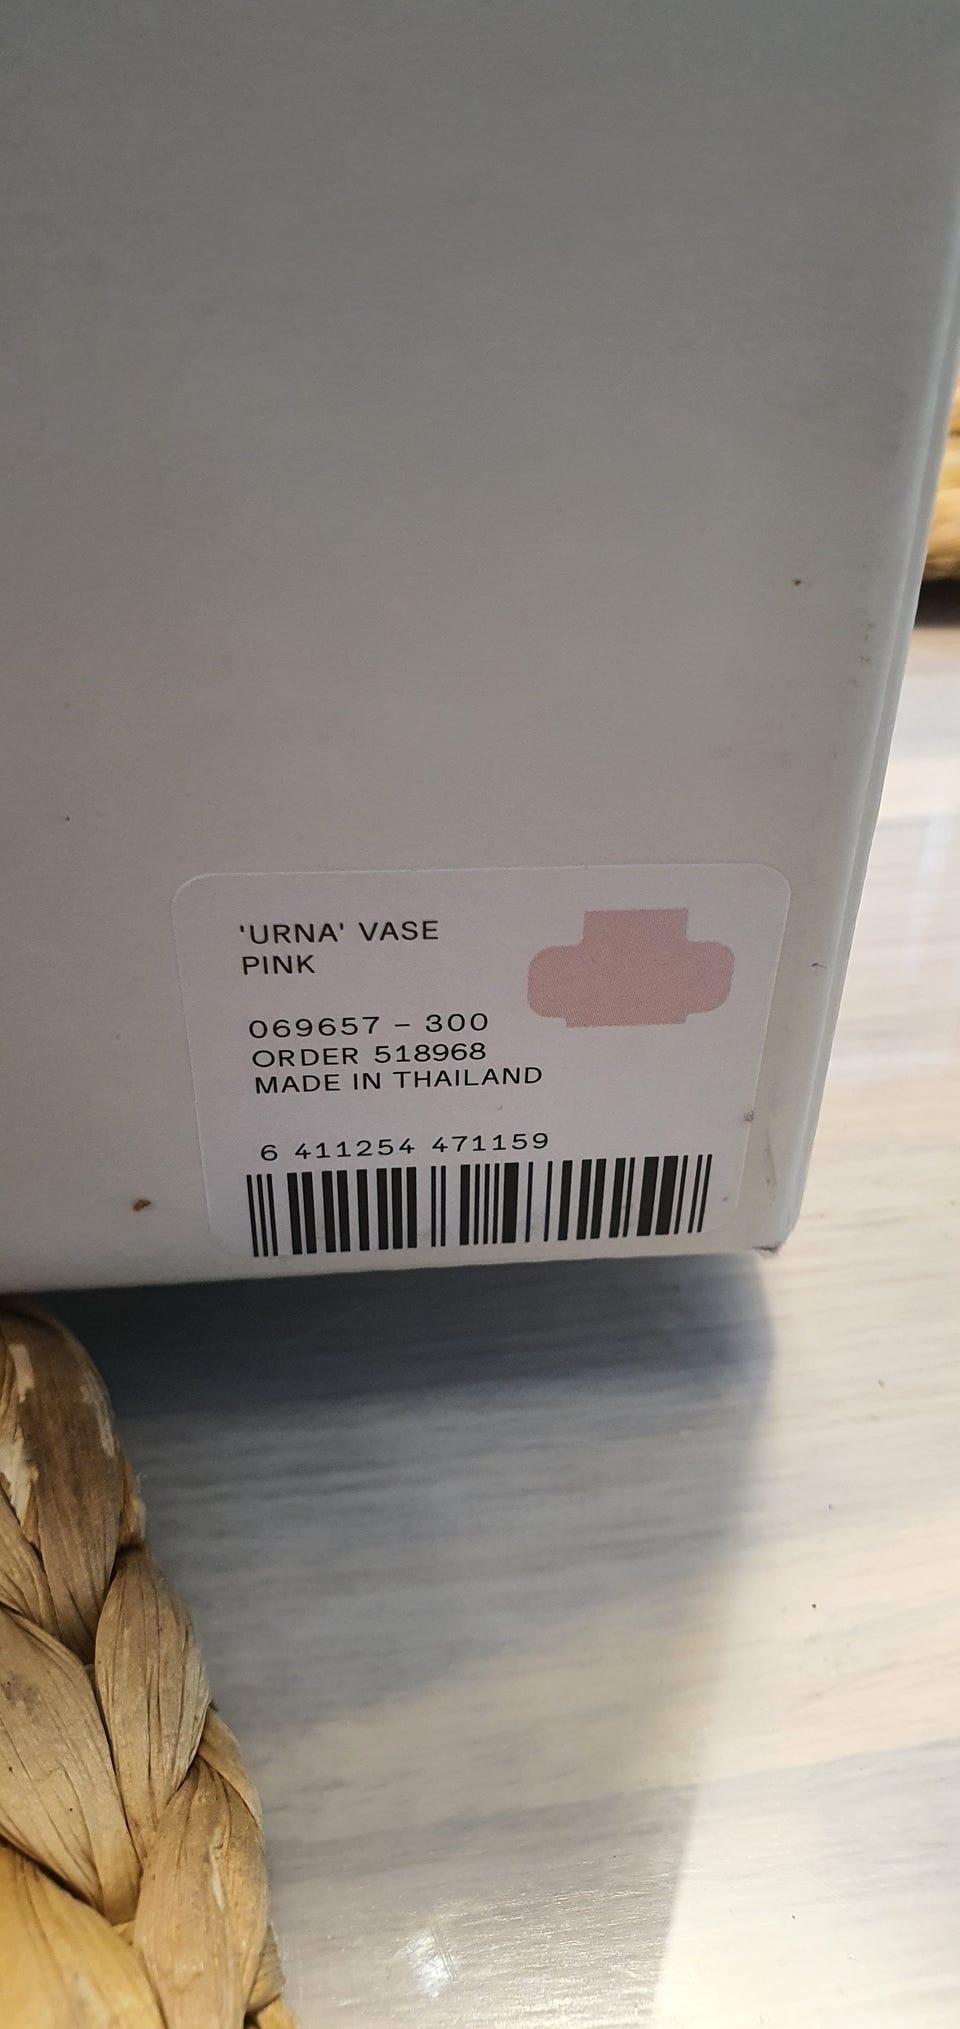 'URNA' VASE
PINK
069657 – 300
ORDER 518968
MADE IN THAILAND
6 411254 471159